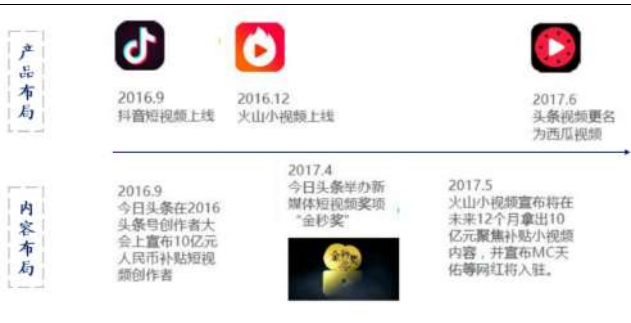 产品布局
2016.9
抖音短视频上线
2016.12
火山小视频上线
2017.6
头条视频更名
为西瓜视频
内容布局
2016.9
今日头条在2016
头条号创作者大
会上宣布10亿元
人民币补贴短视
频创作者
2017.4
今日头条举办新
媒体短视频奖项
“金秒奖”
金秒奖
2017.5
火山小视频宣布将在
未来12个月拿出10
亿元聚焦补贴小视频
内容，并宣布MC天
佑等网红将入驻。